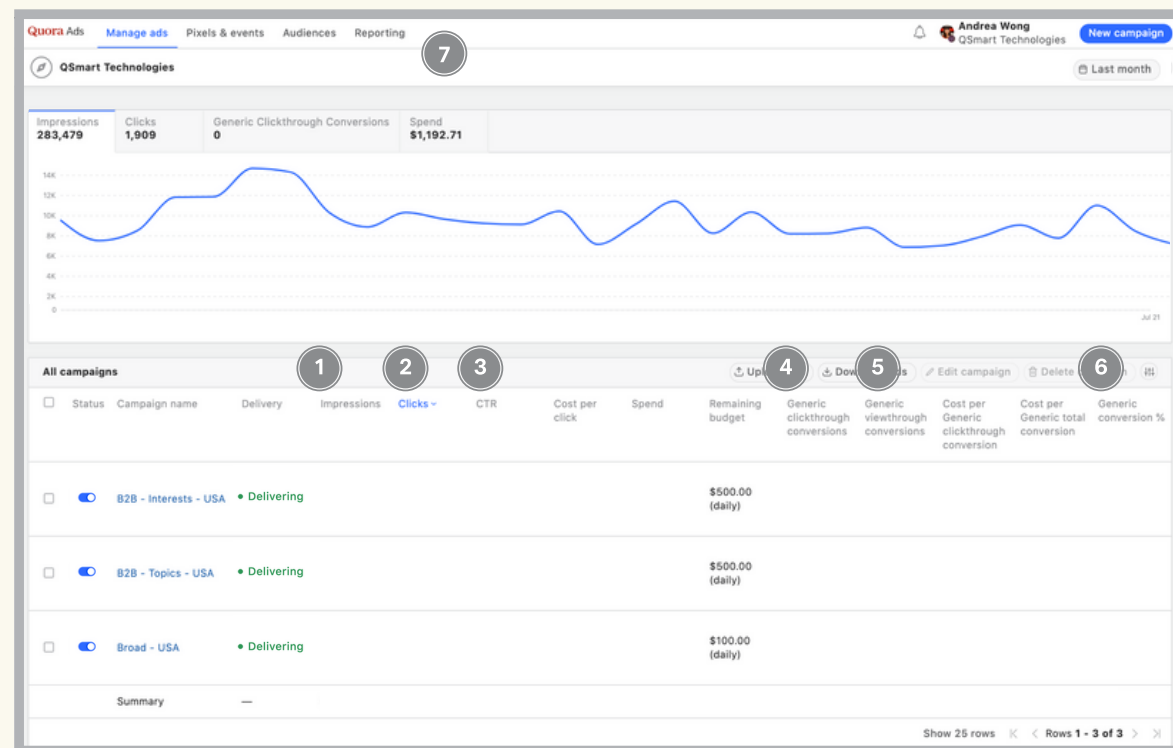 Quora Ads Manage ads Pixels & events Audiences Reporting
7
Andrea Wong
QSmart Technologies
New campaign
QSmart Technologies
Last month
Impressions Clicks Generic Clickthrough Conversions Spend
283,479 1,909 0 $1,192.71
14K
12K
10K
8K
6K
4K
2K
0
Jul 21
1 2 3 4 5 6
All campaigns
Edit campaign
Delete
Status Campaign name Delivery Impressions Clicks CTR
Cost per
click
Spend
Remaining
budget
Generic
clickthrough
conversions
Generic
viewthrough
conversions
Cost per
Generic
clickthrough
conversion
Cost per
Generic total
conversion
Generic
conversion %
B2B - Interests - USA Delivering
$500.00
(daily)
B2B - Topics - USA Delivering
$500.00
(daily)
Broad - USA Delivering
$100.00
(daily)
Summary —
Show 25 rows Rows 1 - 3 of 3